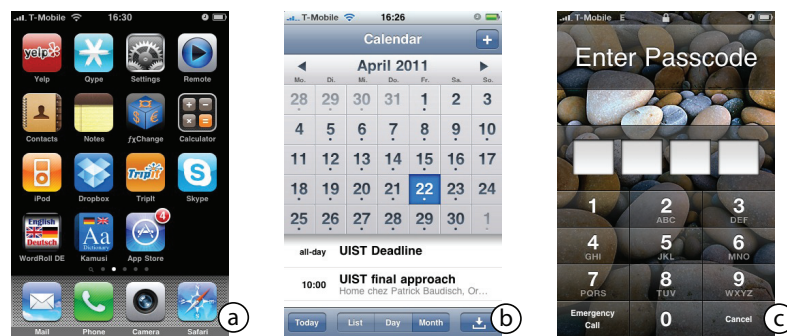 T-Mobile 16:30
yelp
Yelp Qype Settings Remote
Contacts Notes ƒxChange Calculator
TripIt
iPod Dropbox TripIt Skype
English
Deutsch
Aa
Dictionary
4
WordRoll DE Kamusi App Store
Mail Phone Camera Safari
a
T-Mobile 16:26
Calendar +
April 2011
Mo. Di. Mi. Do. Fr. Sa. So.
28 29 30 31 1 2 3
4 5 6 7 8 9 10
11 12 13 14 15 16 17
18 19 20 21 22 23 24
25 26 27 28 29 30 1
all-day UIST Deadline
10:00 UIST final approach
Home chez Patrick Baudisch, Or…
Today List Day Month
b
T-Mobile E
Enter Passcode
1 2 3
ABC DEF
4 5 6
GHI JKL MNO
7 8 9
PQRS TUV WXYZ
Emergency Call 0 Cancel
c